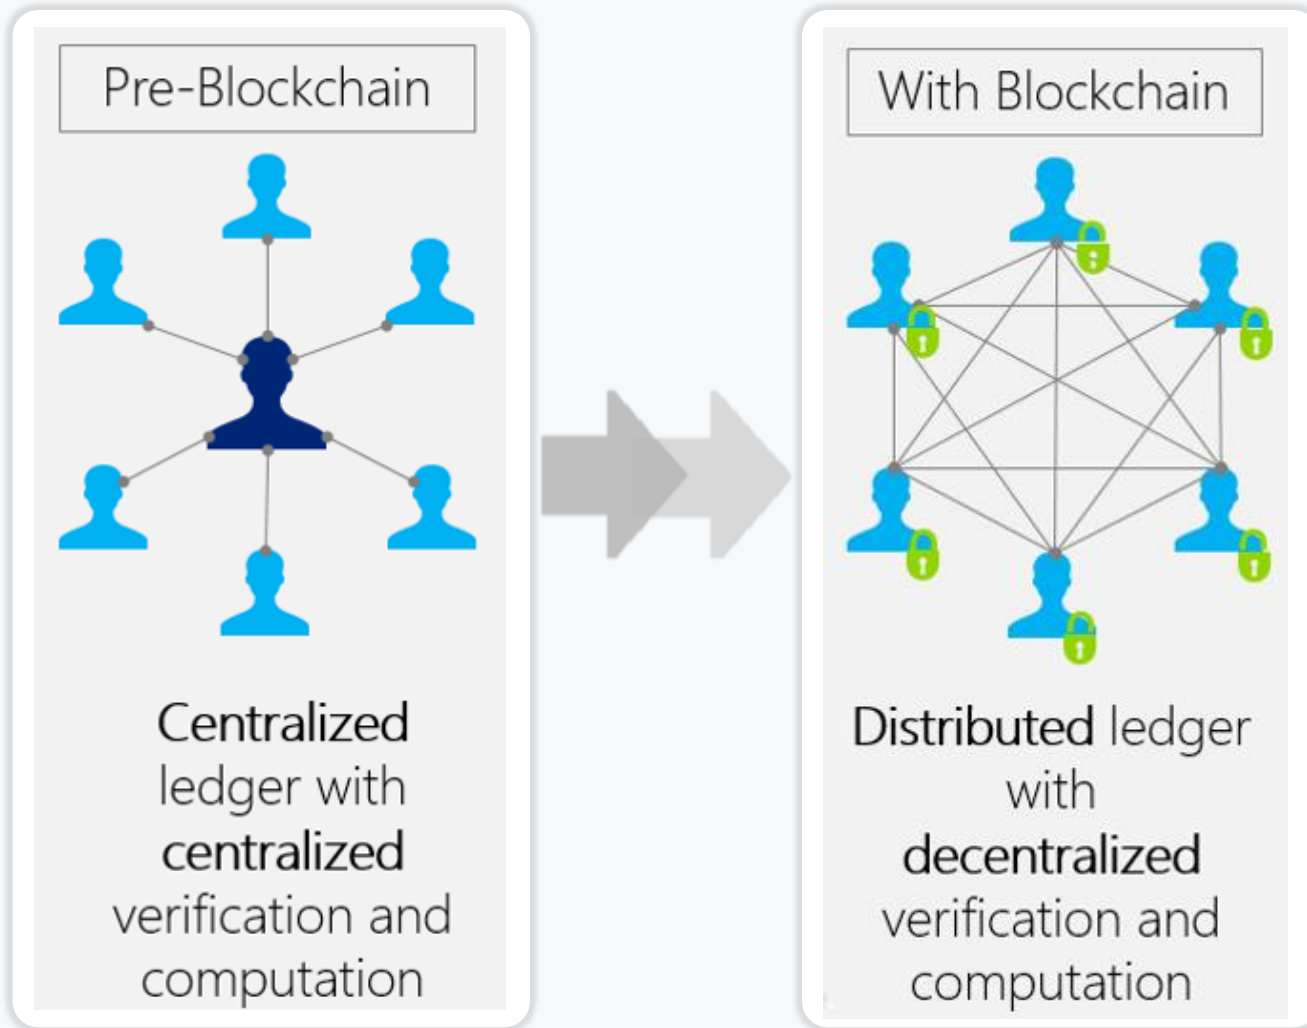 Pre-Blockchain
Centralized
ledger with
centralized
verification and
computation
With Blockchain
Distributed ledger
with
decentralized
verification and
computation